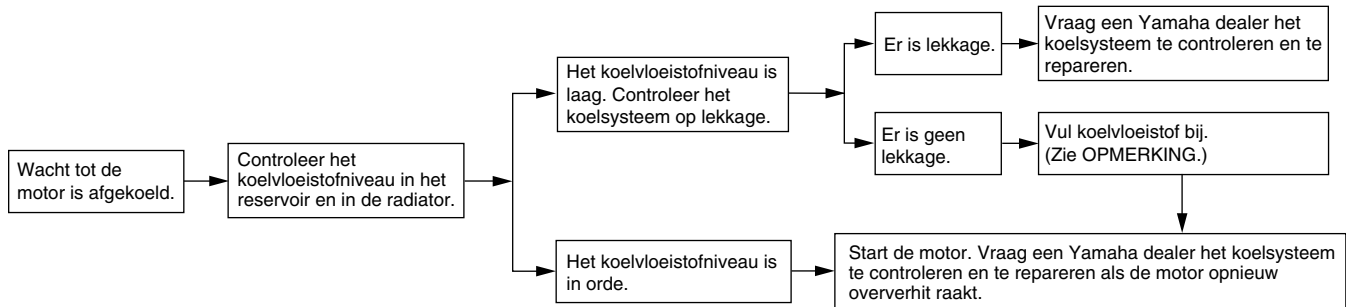 Wacht tot de
motor is afgekoeld.
Controleer het
koelvloeistofniveau in het
reservoir en in de radiator.
Het koelvloeistofniveau is
laag. Controleer het
koelsysteem op lekkage.
Er is lekkage.
Vraag een Yamaha dealer het
koelsysteem te controleren en te
repareren.
Er is geen
lekkage.
Vul koelvloeistof bij.
(Zie OPMERKING.)
Het koelvloeistofniveau is
in orde.
Start de motor. Vraag een Yamaha dealer het koelsysteem
te controleren en te repareren als de motor opnieuw
oververhit raakt.